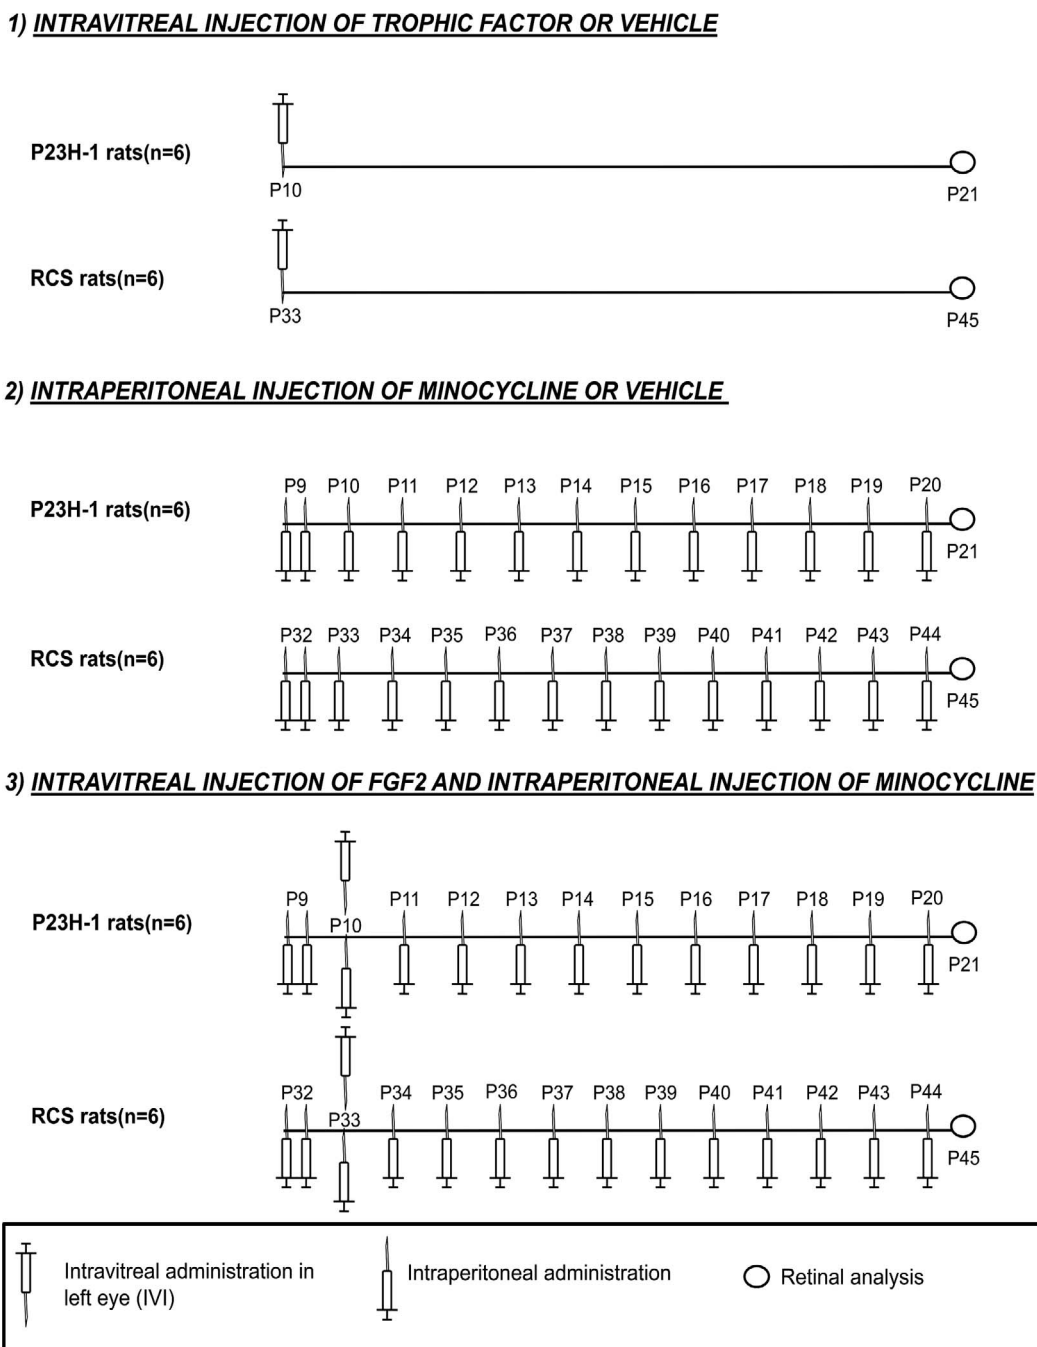 1) INTRAVITREAL INJECTION OF TROPHIC FACTOR OR VEHICLE
P23H-1 rats(n=6)
P10
P21
RCS rats(n=6)
P33
P45
2) INTRAPERITONEAL INJECTION OF MINOCYCLINE OR VEHICLE
P9 P10 P11 P12 P13 P14 P15 P16 P17 P18 P19 P20
P23H-1 rats(n=6)
P21
P32 P33 P34 P35 P36 P37 P38 P39 P40 P41 P42 P43 P44
RCS rats(n=6)
P45
3) INTRAVITREAL INJECTION OF FGF2 AND INTRAPERITONEAL INJECTION OF MINOCYCLINE
P9 P11 P12 P13 P14 P15 P16 P17 P18 P19 P20
P23H-1 rats(n=6)
P10
P21
P32 P34 P35 P36 P37 P38 P39 P40 P41 P42 P43 P44
RCS rats(n=6)
P33
P45
Intravitreal administration in
left eye (IVI)
Intraperitoneal administration
Retinal analysis